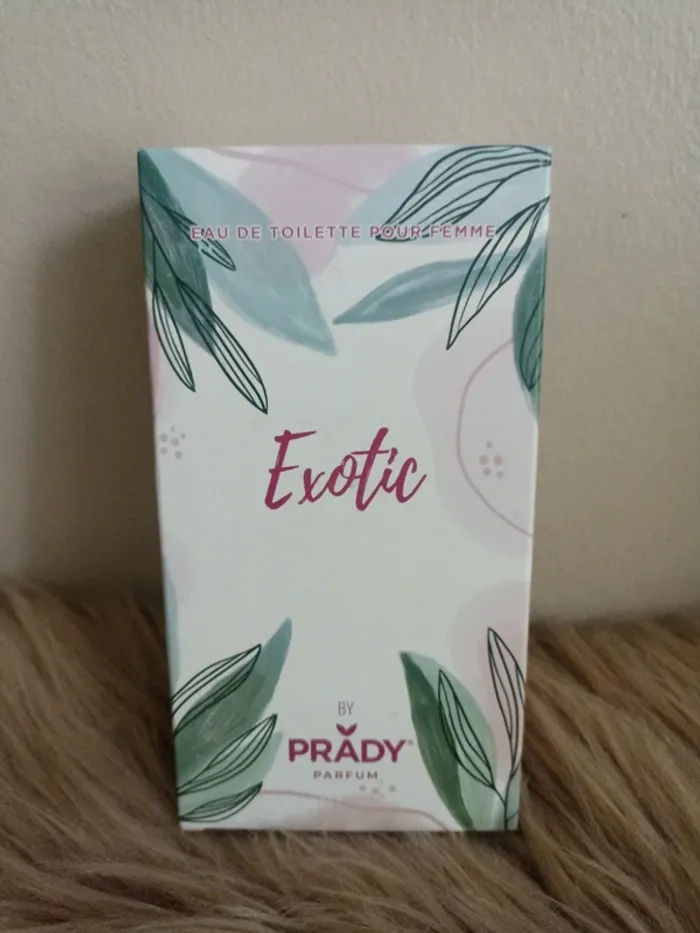 EAU DE TOILETTE POUR FEMME
Exotic
BY
PRADY®
PARFUM